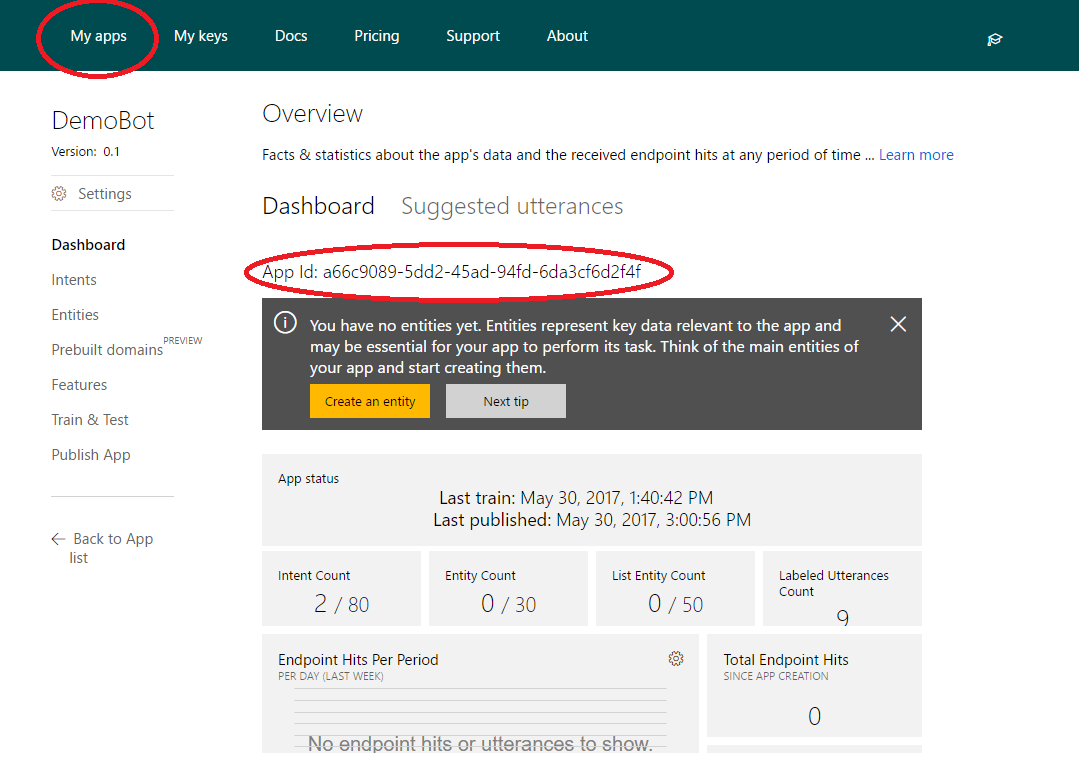 My apps My keys Docs Pricing Support About
DemoBot
Version: 0.1
Settings
Dashboard
Intents
Entities
Prebuilt domains PREVIEW
Features
Train & Test
Publish App
Back to App
list
Overview
Facts & statistics about the app's data and the received endpoint hits at any period of time ... Learn more
Dashboard Suggested utterances
App Id: a66c9089-5dd2-45ad-94fd-6da3cf6d2f4f
You have no entities yet. Entities represent key data relevant to the app and
may be essential for your app to perform its task. Think of the main entities of
your app and start creating them.
Create an entity Next tip
App status
Last train: May 30, 2017, 1:40:42 PM
Last published: May 30, 2017, 3:00:56 PM
Intent Count
2 / 80
Entity Count
0 / 30
List Entity Count
0 / 50
Labeled Utterances
Count
9
Endpoint Hits Per Period
PER DAY (LAST WEEK)
No endpoint hits or utterances to show.
Total Endpoint Hits
SINCE APP CREATION
0